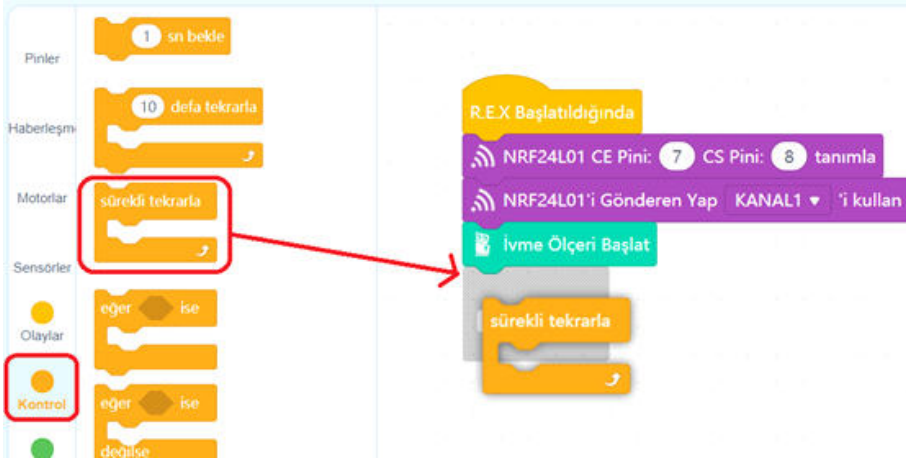 Pinler
Haberleşm
Motorlar
Sensörler
Olaylar
Kontrol
1 sn bekle
10 defa tekrarla
sürekli tekrarla
eğer ise
eğer ise
değilse
R.E.X Başlatıldığında
NRF24L01 CE Pini: 7 CS Pini: 8 tanımla
NRF24L01'i Gönderen Yap KANAL1 'i kullan
İvme Ölçeri Başlat
sürekli tekrarla